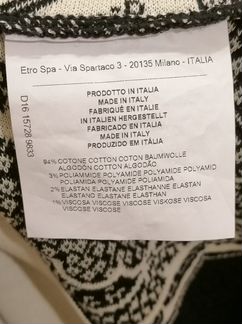 Etro Spa - Via Spartaco 3 - 20135 Milano - ITALIA
PRODOTTO IN ITALIA
MADE IN ITALY
FABRIQUÉ EN ITALIE
IN ITALIEN HERGESTELLT
FABRICADO EN ITALIA
MADE IN ITALY
PRODUZIDO EM ITÀLIA
94% COTONE COTTON COTON BAUMWOLLE
ALGODÓN COTTON ALGODÃO
3% POLIAMMIDE POLYAMIDE POLYAMIDE POLYAMID
POLIAMIDA POLYAMIDE POLIAMIDA
2% ELASTAN ELASTANE ELASTHANNE ELASTAN
ELASTANO ELASTANE ELASTHAN
1% VISCOSA VISCOSE VISCOSE VISKOSE VISCOSA
VISCOSE VISCOSE
D16 15728 9833